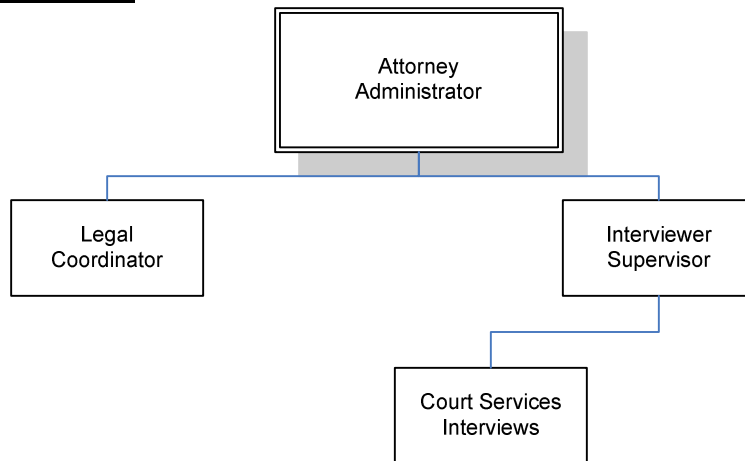 Attorney
Administrator
Legal
Coordinator
Interviewer
Supervisor
Court Services
Interviews